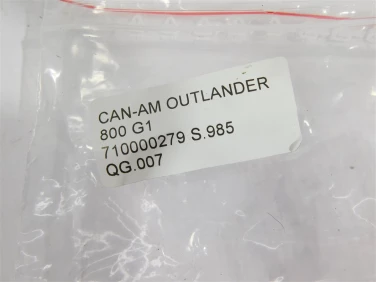 CAN-AM OUTLANDER
800 G1
710000279 S.985
QG.007